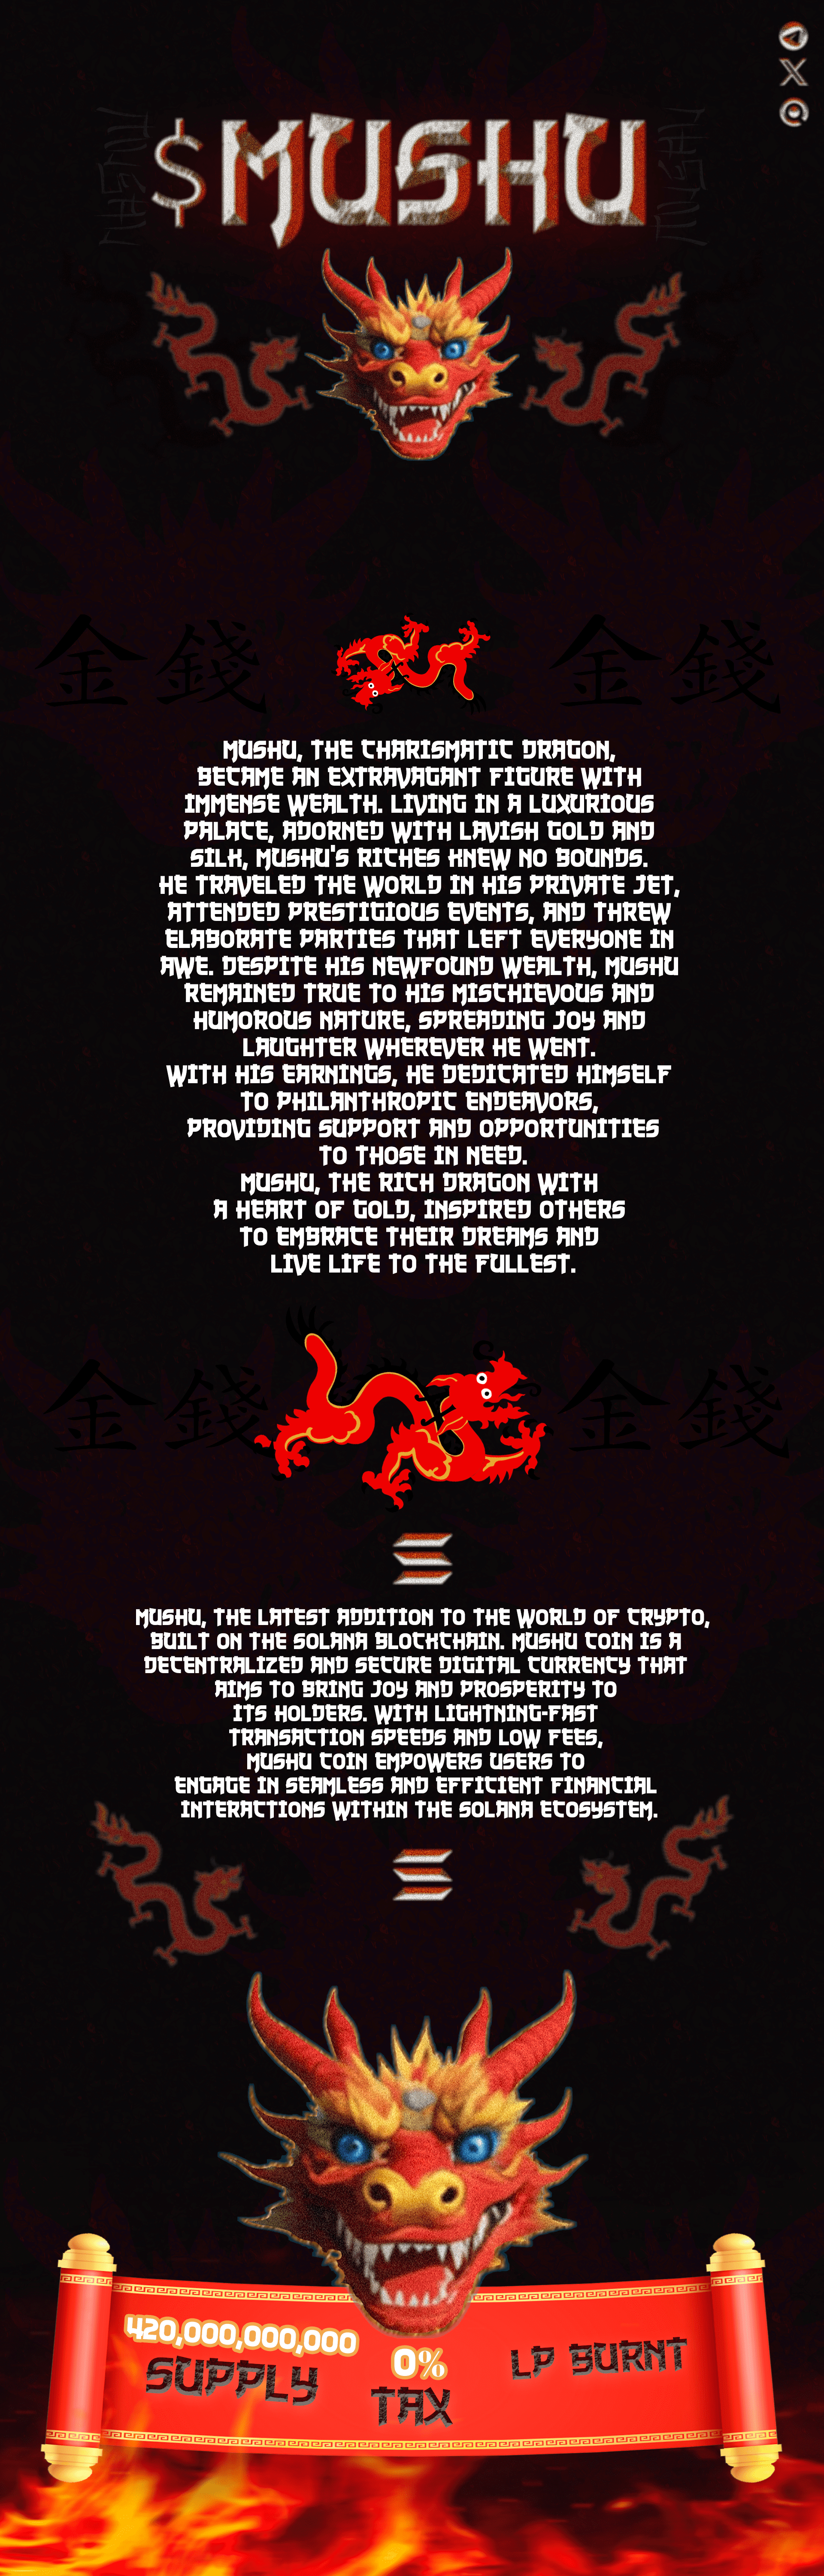 $MUSHU
金錢 金錢
MUSHU, THE CHARISMATIC DRAGON,
BECAME AN EXTRAVAGANT FIGURE WITH
IMMENSE WEALTH. LIVING IN A LUXURIOUS
PALACE, ADORNED WITH LAVISH GOLD AND
SILK, MUSHU'S RICHES KNEW NO BOUNDS.
HE TRAVELED THE WORLD IN HIS PRIVATE JET,
ATTENDED PRESTIGIOUS EVENTS, AND THREW
ELABORATE PARTIES THAT LEFT EVERYONE IN
AWE. DESPITE HIS NEWFOUND WEALTH, MUSHU
REMAINED TRUE TO HIS MISCHIEVOUS AND
HUMOROUS NATURE, SPREADING JOY AND
LAUGHTER WHEREVER HE WENT.
WITH HIS EARNINGS, HE DEDICATED HIMSELF
TO PHILANTHROPIC ENDEAVORS,
PROVIDING SUPPORT AND OPPORTUNITIES
TO THOSE IN NEED.
MUSHU, THE RICH DRAGON WITH
A HEART OF GOLD, INSPIRED OTHERS
TO EMBRACE THEIR DREAMS AND
LIVE LIFE TO THE FULLEST.
金錢 金錢
MUSHU, THE LATEST ADDITION TO THE WORLD OF CRYPTO,
BUILT ON THE SOLANA BLOCKCHAIN. MUSHU COIN IS A
DECENTRALIZED AND SECURE DIGITAL CURRENCY THAT
AIMS TO BRING JOY AND PROSPERITY TO
ITS HOLDERS. WITH LIGHTNING-FAST
TRANSACTION SPEEDS AND LOW FEES,
MUSHU COIN EMPOWERS USERS TO
ENGAGE IN SEAMLESS AND EFFICIENT FINANCIAL
INTERACTIONS WITHIN THE SOLANA ECOSYSTEM.
420,000,000,000
SUPPLY
0%
TAX
LP BURNT